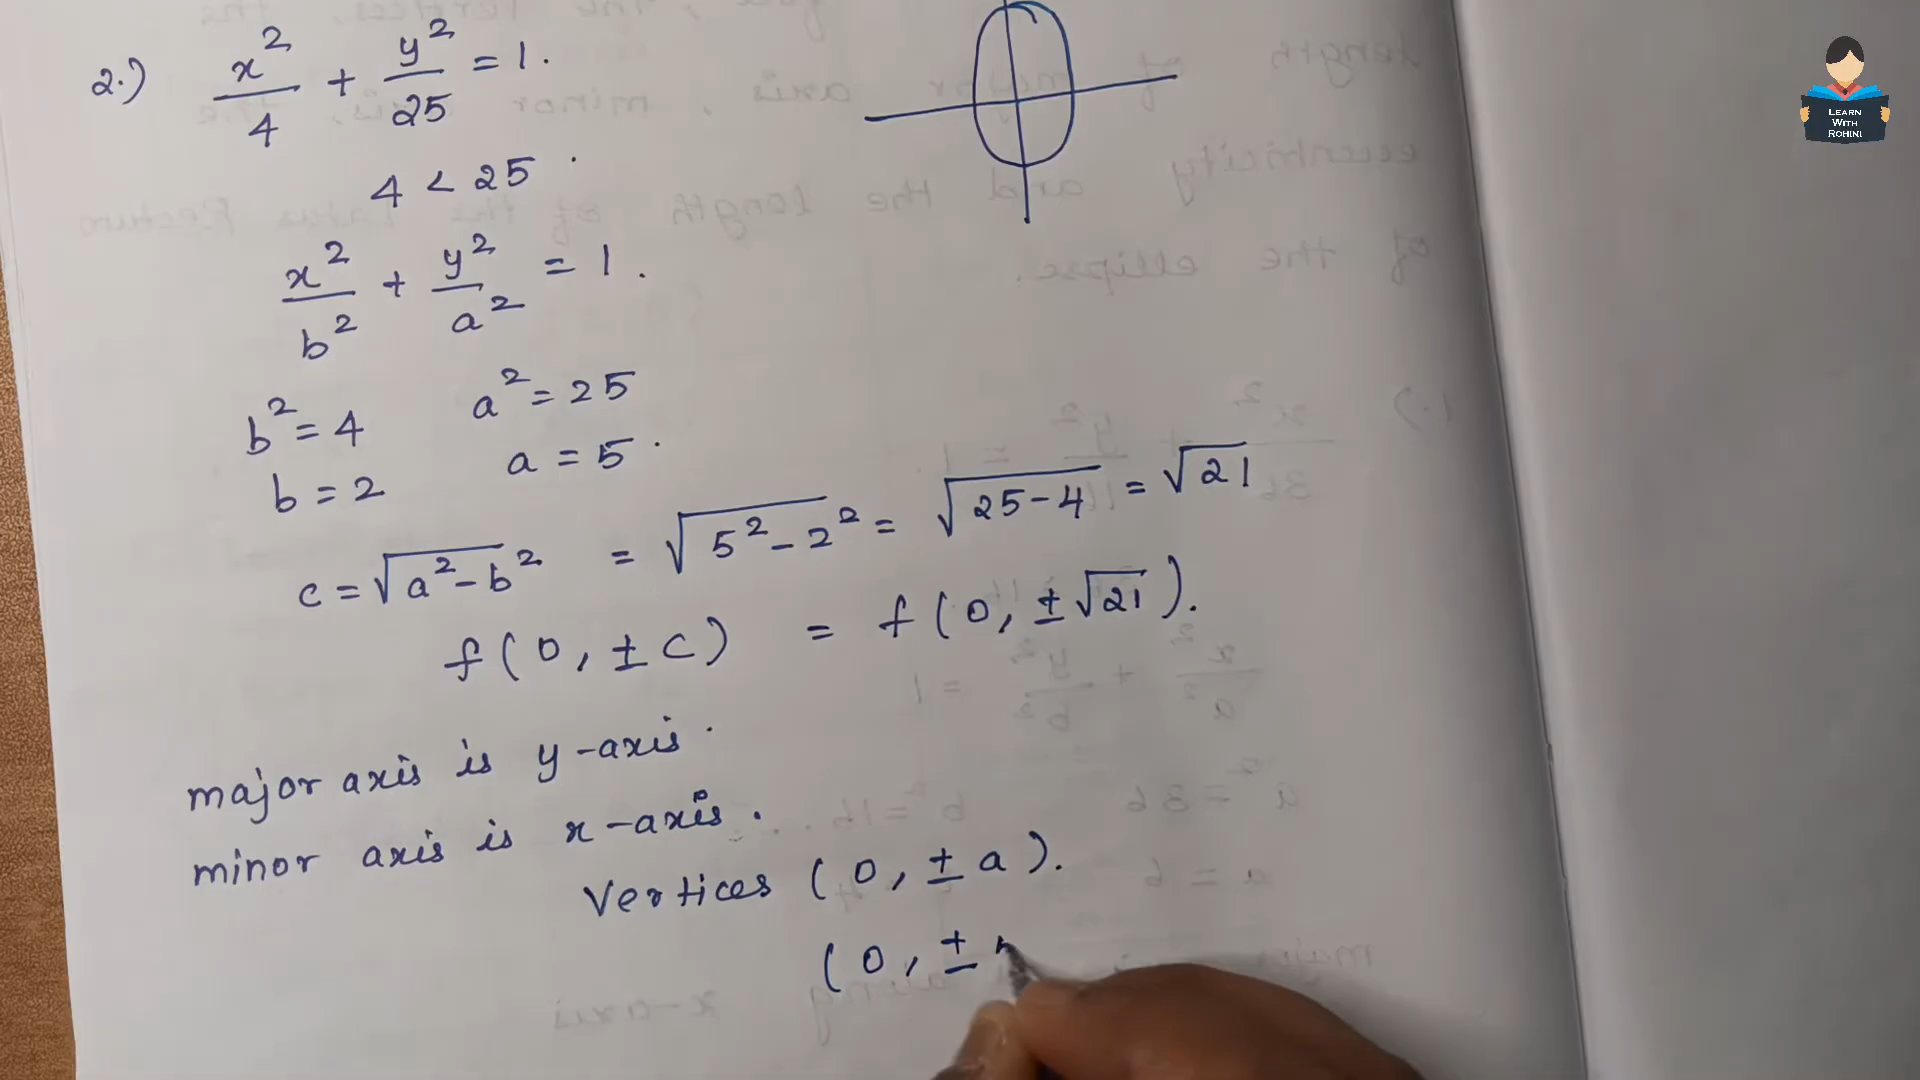 2.) x²/4 + y²/25 = 1.
4 < 25.
x²/b² + y²/a² = 1.
b² = 4 a² = 25
b = 2 a = 5.
c = √a²-b² = √5²-2² = √25-4 = √21
f(0, ±c) = f(0, ±√21).
major axis is y-axis.
minor axis is x-axis.
Vertices (0, ±a).
(0, ±
LEARN
WITH
ROHINI